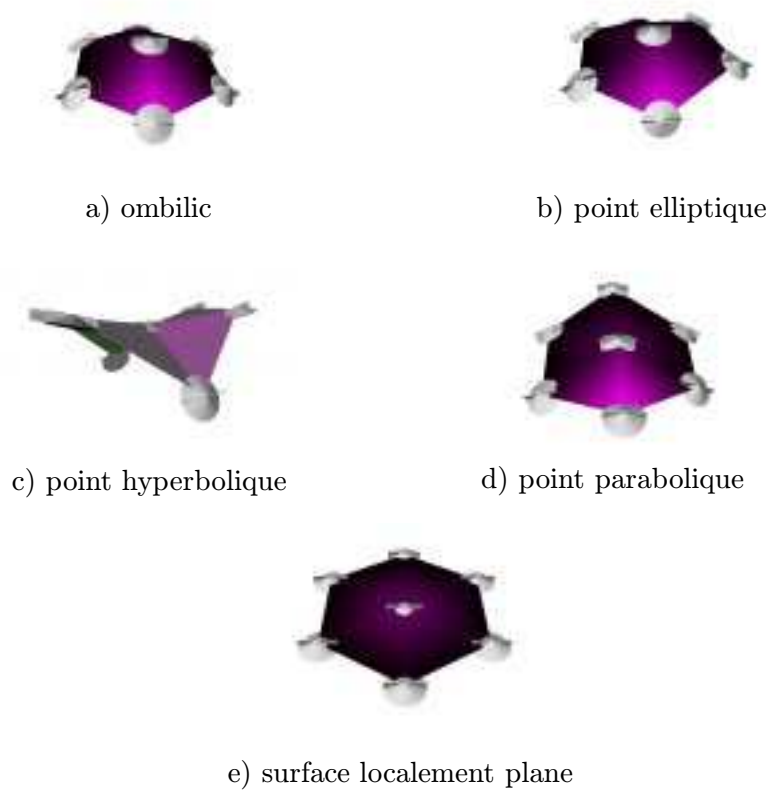 a) ombilic
b) point elliptique
c) point hyperbolique
d) point parabolique
e) surface localement plane